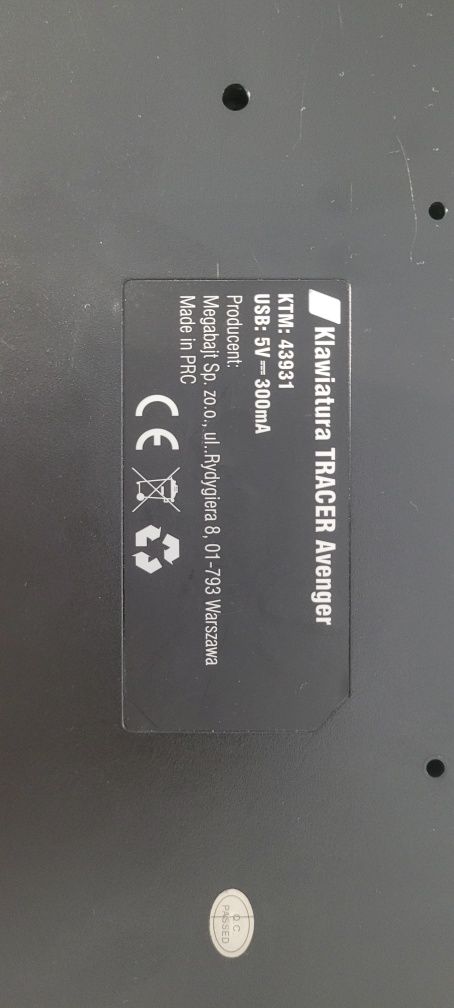 Klawiatura TRACER Avenger
KTM: 43931
USB: 5V ⎓ 300mA
Producent:
Megabajt Sp. zo.o., ul..Rydygiera 8, 01-793 Warszawa
Made in PRC
CE
Q.C.
PASSED